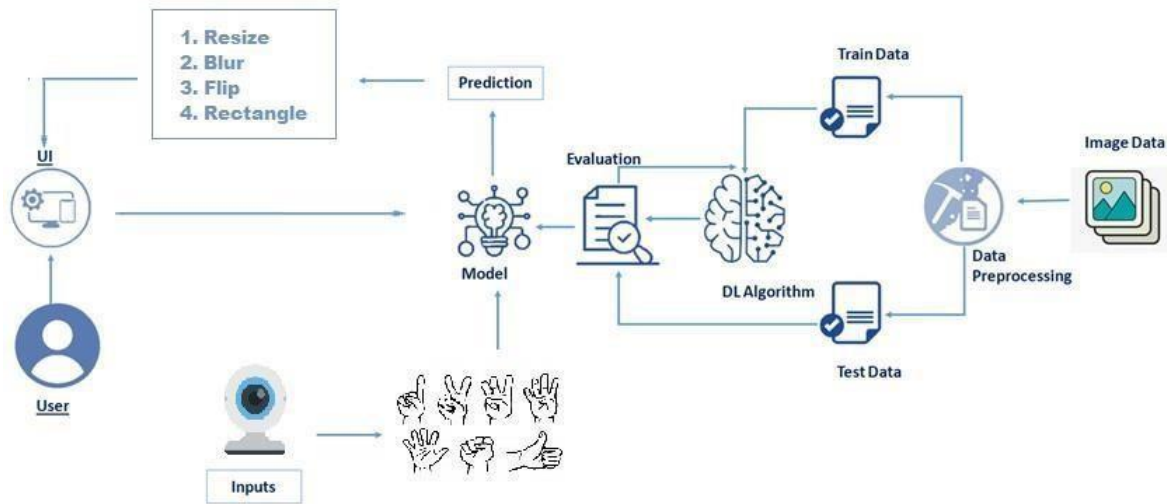 1. Resize
2. Blur
3. Flip
4. Rectangle
Prediction
Train Data
Image Data
Evaluation
UI
Model
DL Algorithm
Data
Preprocessing
User
Test Data
Inputs